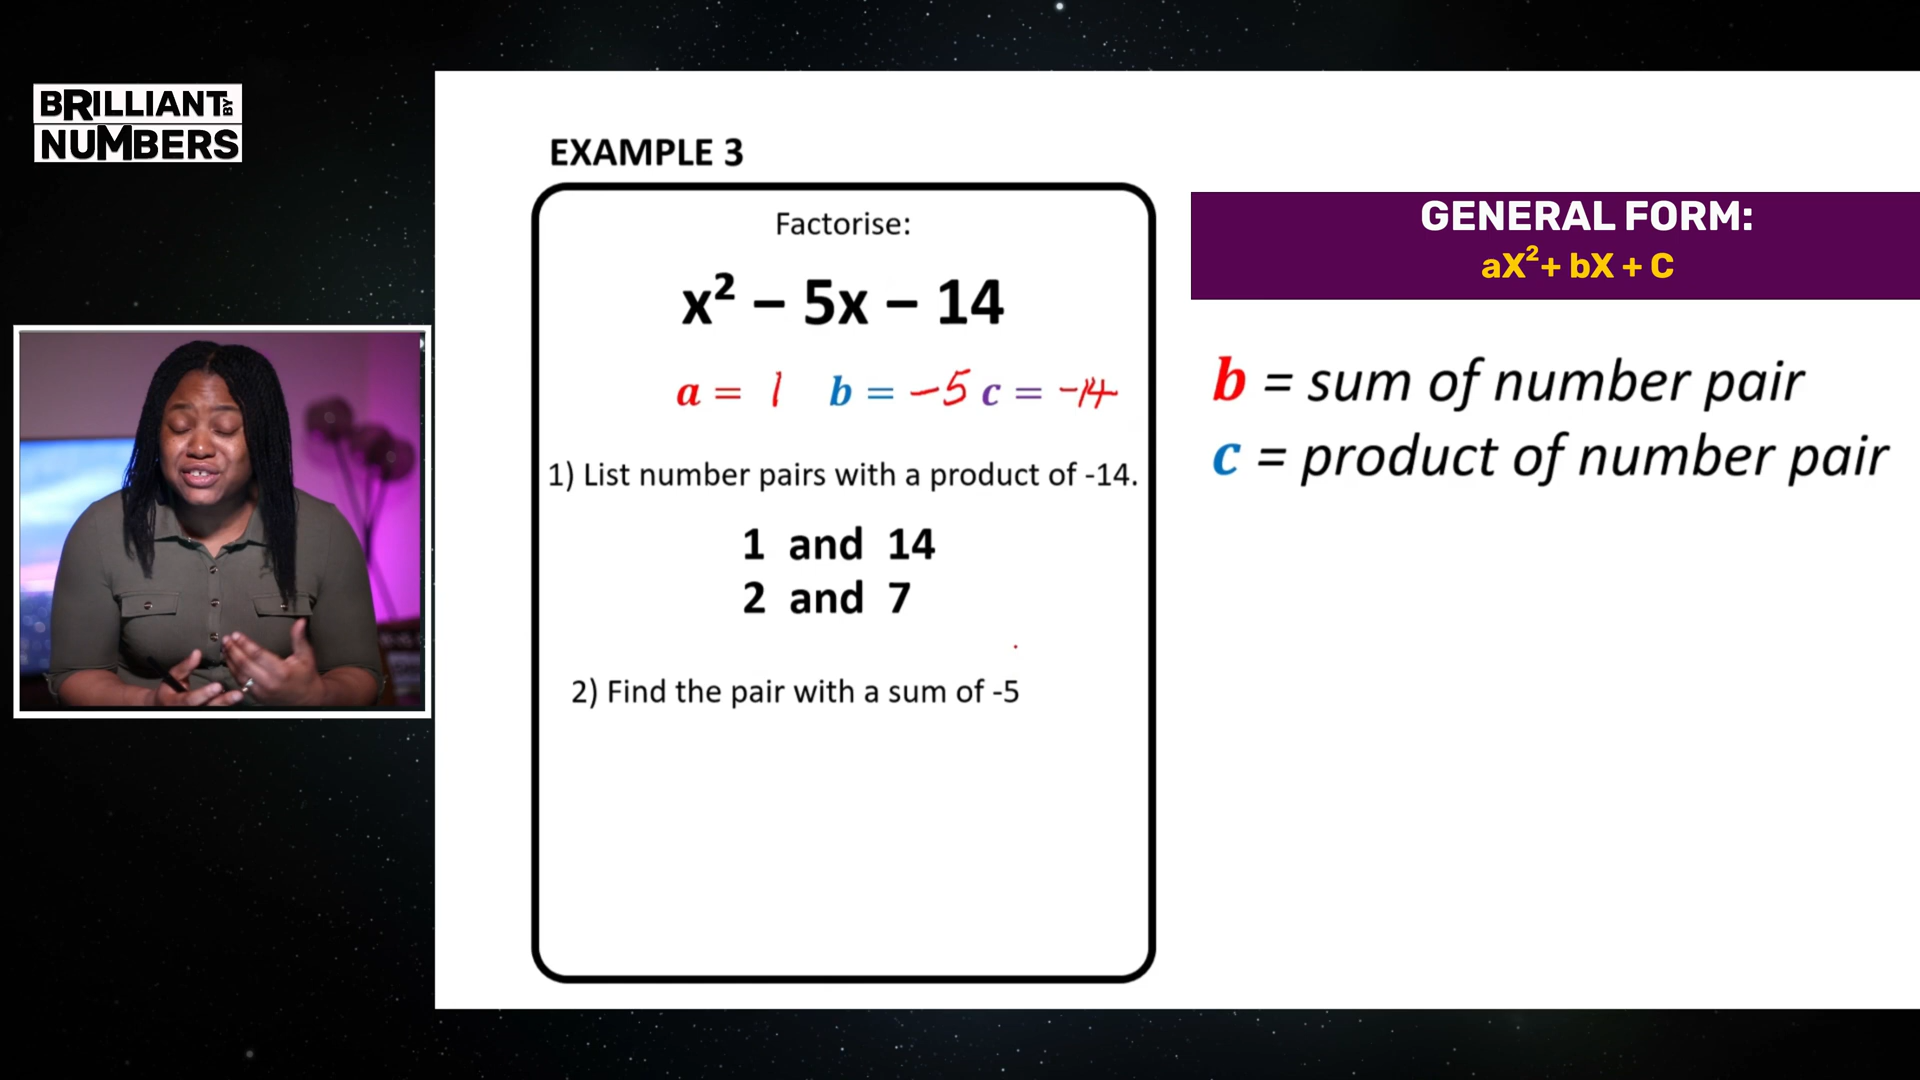 BRILLIANT BY
NUMBERS
EXAMPLE 3
Factorise:
x² – 5x – 14
a = 1 b = -5 c = -14
1) List number pairs with a product of -14.
1 and 14
2 and 7
2) Find the pair with a sum of -5
GENERAL FORM:
aX²+ bX + C
b = sum of number pair
c = product of number pair